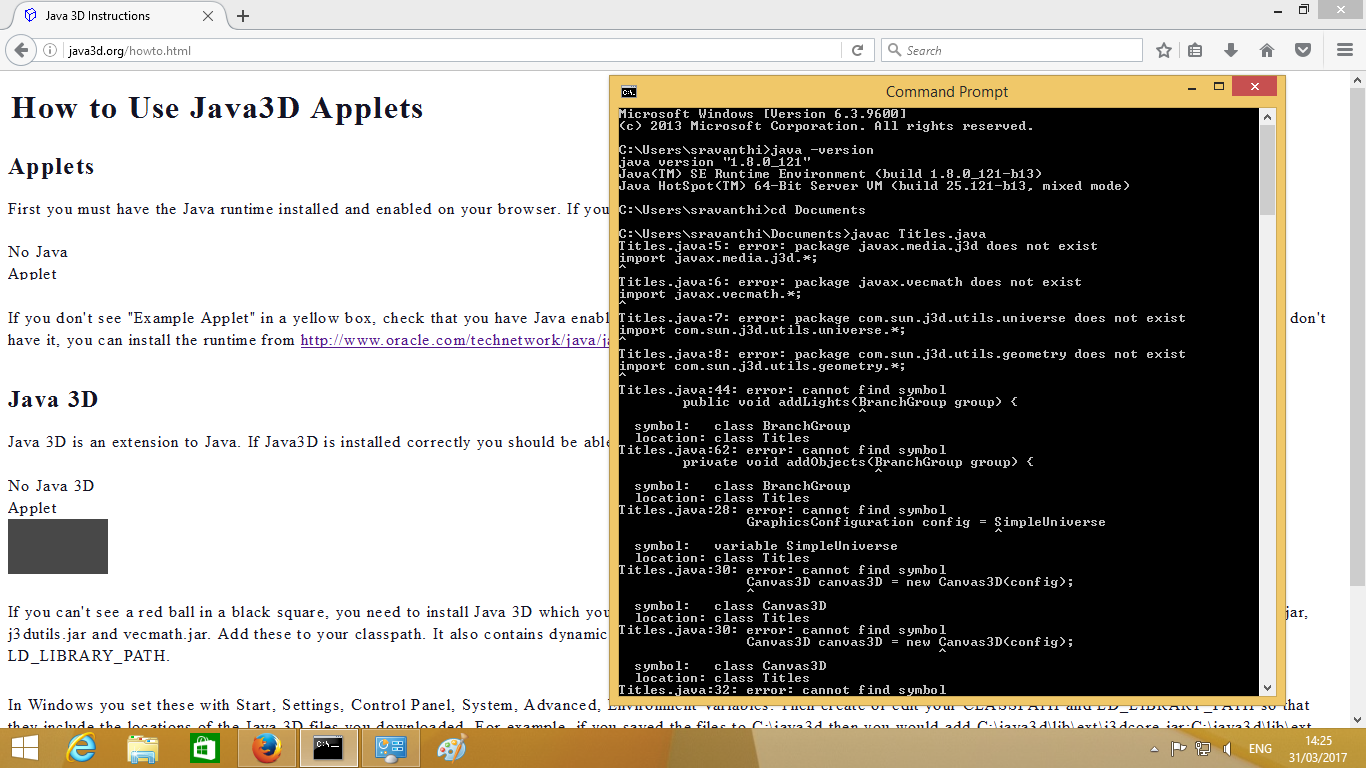 Java 3D Instructions
java3d.org/howto.html
Search
How to Use Java3D Applets
Applets
First you must have the Java runtime installed and enabled on your browser. If you
No Java
Applet
If you don't see "Example Applet" in a yellow box, check that you have Java enabl
don't
have it, you can install the runtime from http://www.oracle.com/technetwork/java/ja
Java 3D
Java 3D is an extension to Java. If Java3D is installed correctly you should be able
No Java 3D
Applet
If you can't see a red ball in a black square, you need to install Java 3D which you
jar,
j3dutils.jar and vecmath.jar. Add these to your classpath. It also contains dynamic
LD_LIBRARY_PATH.
In Windows you set these with Start, Settings, Control Panel, System, Advanced, Environment Variables. Then create or edit your CLASSPATH and LD_LIBRARY_PATH so that
they include the locations of the Java 3D files you downloaded. For example, if you saved the files to C:\java3d then you would add C:\java3d\lib\ext\j3dcore.jar;C:\java3d\lib\ext
Command Prompt
Microsoft Windows [Version 6.3.9600]
(c) 2013 Microsoft Corporation. All rights reserved.
C:\Users\sravanthi>java -version
java version "1.8.0_121"
Java(TM) SE Runtime Environment (build 1.8.0_121-b13)
Java HotSpot(TM) 64-Bit Server VM (build 25.121-b13, mixed mode)
C:\Users\sravanthi>cd Documents
C:\Users\sravanthi\Documents>javac Titles.java
Titles.java:5: error: package javax.media.j3d does not exist
import javax.media.j3d.*;
^
Titles.java:6: error: package javax.vecmath does not exist
import javax.vecmath.*;
^
Titles.java:7: error: package com.sun.j3d.utils.universe does not exist
import com.sun.j3d.utils.universe.*;
^
Titles.java:8: error: package com.sun.j3d.utils.geometry does not exist
import com.sun.j3d.utils.geometry.*;
^
Titles.java:44: error: cannot find symbol
public void addLights(BranchGroup group) {
^
symbol: class BranchGroup
location: class Titles
Titles.java:62: error: cannot find symbol
private void addObjects(BranchGroup group) {
^
symbol: class BranchGroup
location: class Titles
Titles.java:28: error: cannot find symbol
GraphicsConfiguration config = SimpleUniverse
^
symbol: variable SimpleUniverse
location: class Titles
Titles.java:30: error: cannot find symbol
Canvas3D canvas3D = new Canvas3D(config);
^
symbol: class Canvas3D
location: class Titles
Titles.java:30: error: cannot find symbol
Canvas3D canvas3D = new Canvas3D(config);
^
symbol: class Canvas3D
location: class Titles
Titles.java:32: error: cannot find symbol
ENG
14:25
31/03/2017